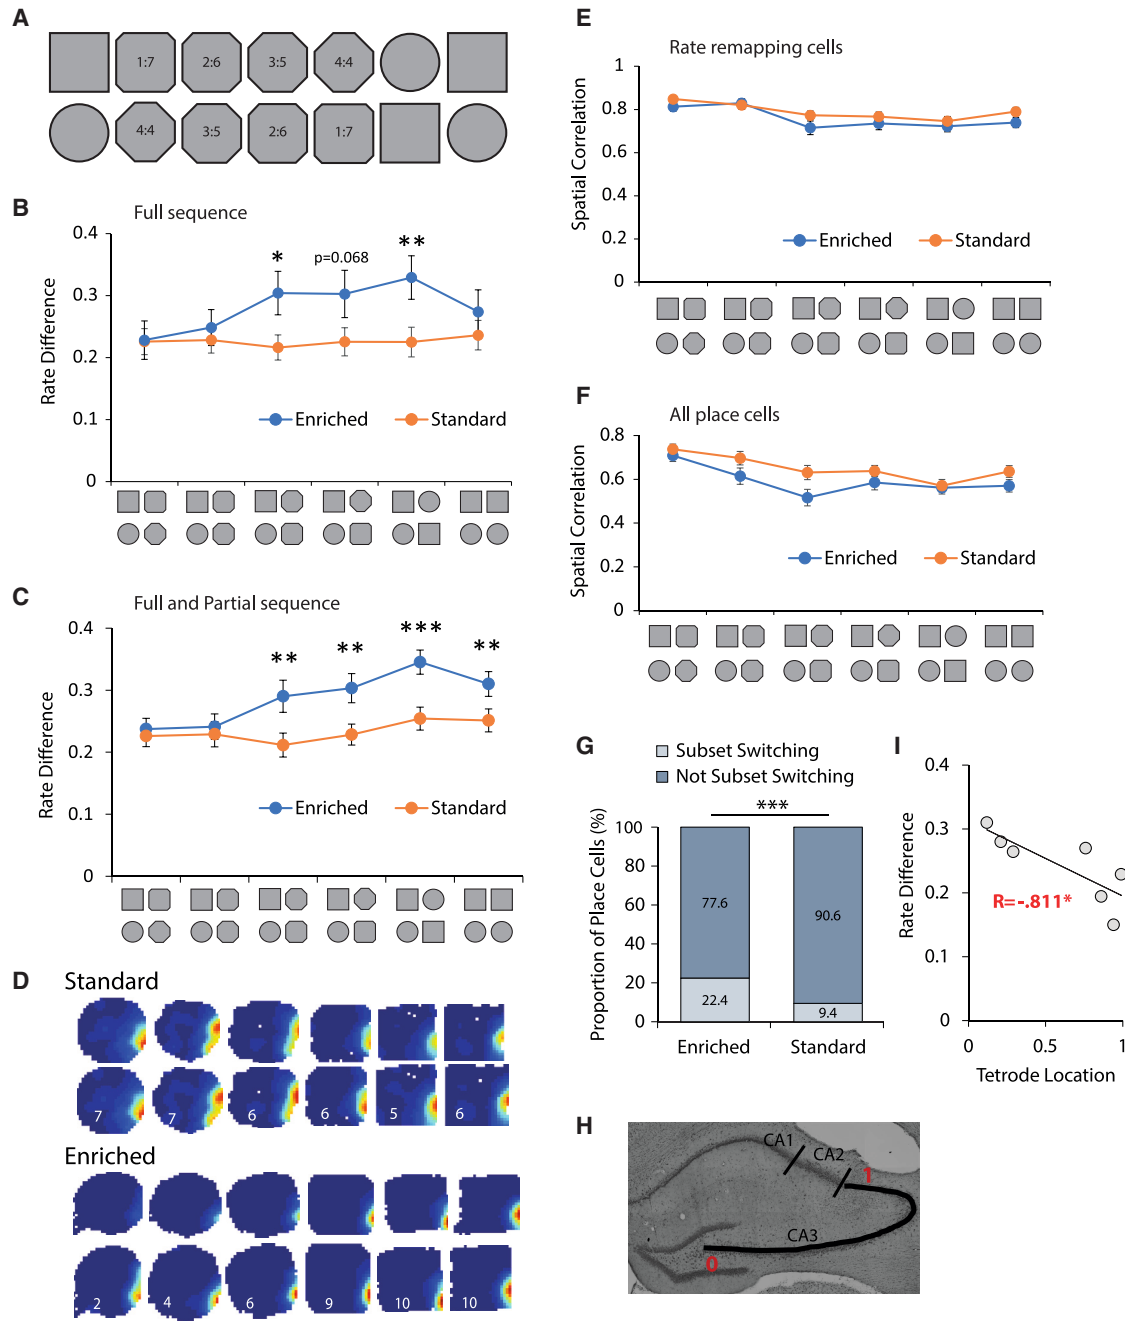 A
1:7 2:6 3:5 4:4
4:4 3:5 2:6 1:7
B
Full sequence
0.4
0.3
0.2
0.1
0
Rate Difference
* p=0.068 **
Enriched Standard
C
Full and Partial sequence
0.4
0.3
0.2
0.1
0
Rate Difference
** ** *** **
Enriched Standard
D
Standard
7 7 6 6 5 6
Enriched
2 4 6 9 10 10
E
Rate remapping cells
1
0.8
0.6
0.4
0.2
0
Spatial Correlation
Enriched Standard
F
All place cells
0.8
0.6
0.4
0.2
0
Spatial Correlation
Enriched Standard
G
Subset Switching
Not Subset Switching
***
100
80
60
40
20
0
Proportion of Place Cells (%)
77.6 90.6
22.4 9.4
Enriched Standard
I
0.4
0.3
0.2
0.1
0
Rate Difference
R=-.811*
0 0.5 1
Tetrode Location
H
CA1
CA2
1
CA3
0